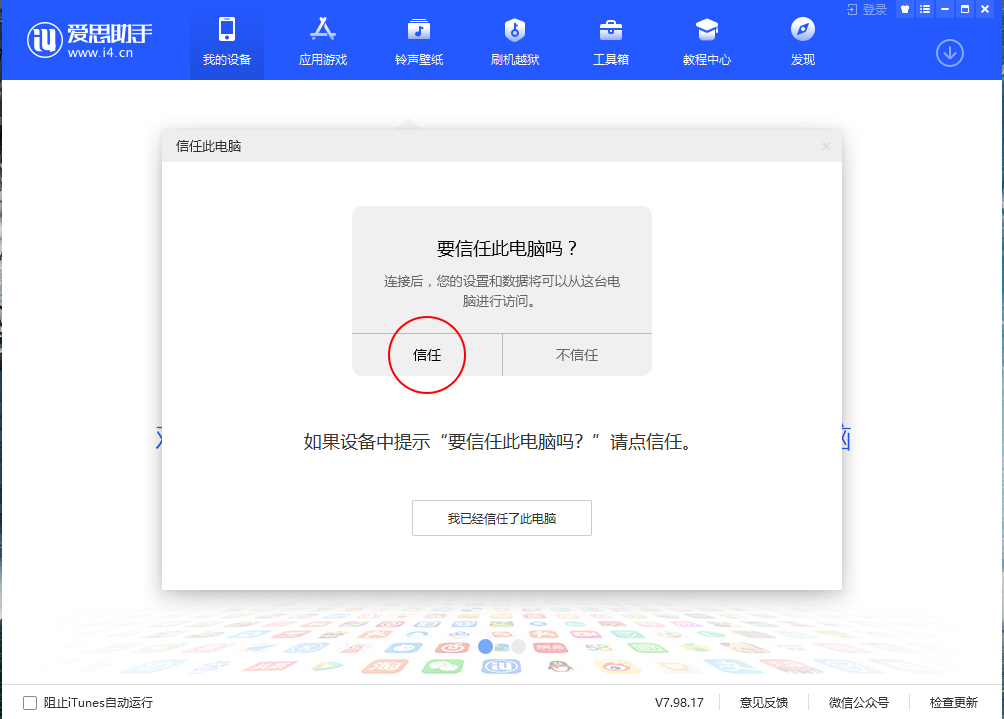 爱思助手
www.i4.cn
我的设备
应用游戏
铃声壁纸
刷机越狱
工具箱
教程中心
发现
登录
信任此电脑
要信任此电脑吗？
连接后，您的设置和数据将可以从这台电
脑进行访问。
信任
不信任
如果设备中提示“要信任此电脑吗？”请点信任。
我已经信任了此电脑
阻止iTunes自动运行
V7.98.17
意见反馈
微信公众号
检查更新